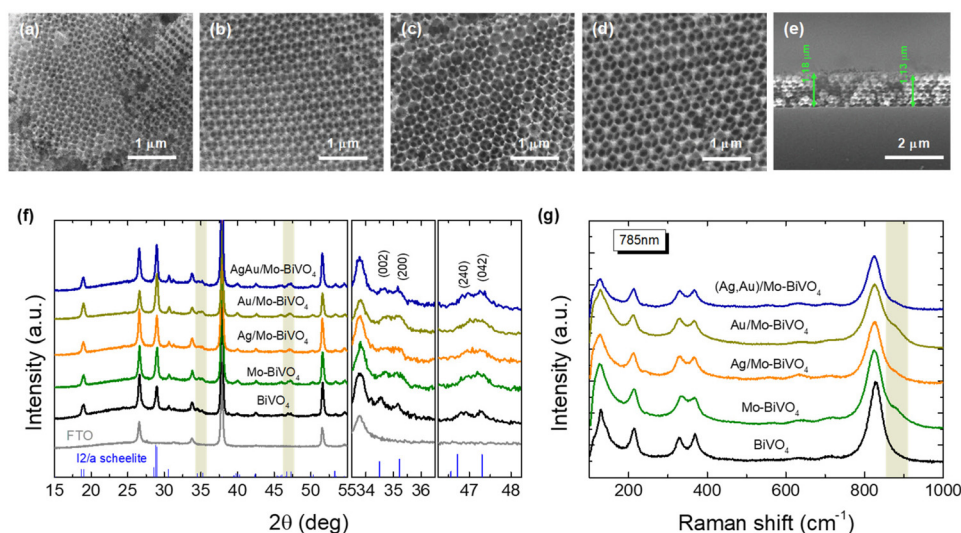 (a)
(b)
(c)
(d)
(e)
1 μm
1 μm
1 μm
1 μm
2 μm
1.13 μm
(f)
Intensity (a.u.)
AgAu/Mo-BiVO4
Au/Mo-BiVO4
Ag/Mo-BiVO4
Mo-BiVO4
BiVO4
FTO
I2/a scheelite
(002)
(200)
(240)
(042)
15 20 25 30 35 40 45 50 55 34 35 36 47 48
2θ (deg)
(g)
785nm
Intensity (a.u.)
(Ag,Au)/Mo-BiVO4
Au/Mo-BiVO4
Ag/Mo-BiVO4
Mo-BiVO4
BiVO4
200 400 600 800 1000
Raman shift (cm-1)